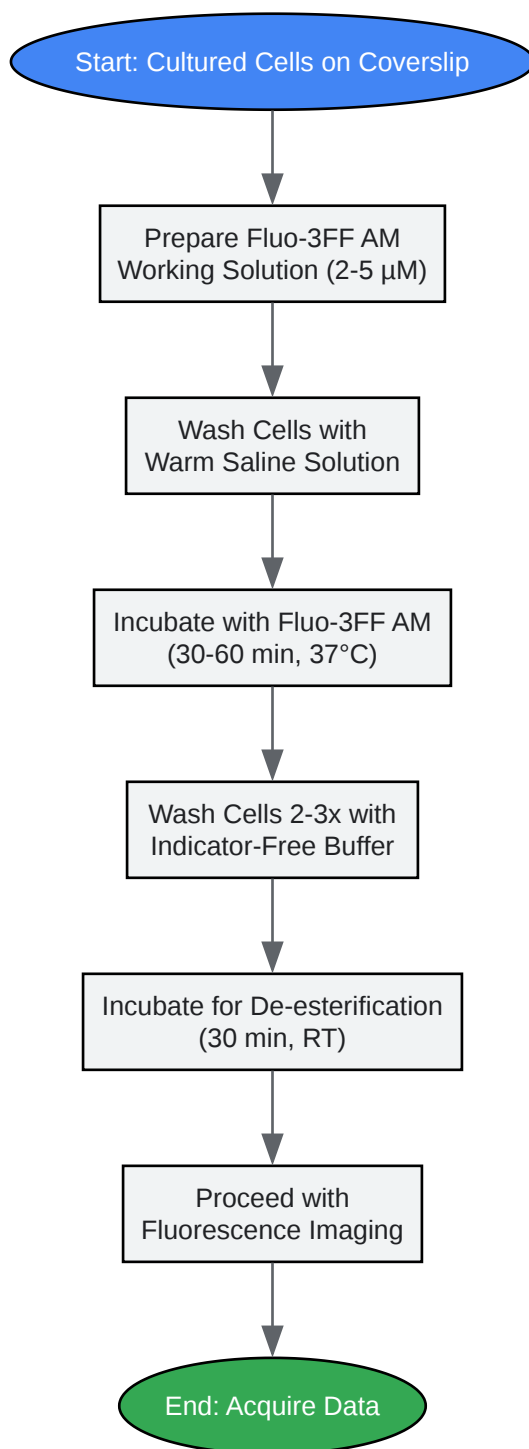 Start: Cultured Cells on Coverslip
Prepare Fluo-3FF AM
Working Solution (2-5 µM)
Wash Cells with
Warm Saline Solution
Incubate with Fluo-3FF AM
(30-60 min, 37°C)
Wash Cells 2-3x with
Indicator-Free Buffer
Incubate for De-esterification
(30 min, RT)
Proceed with
Fluorescence Imaging
End: Acquire Data